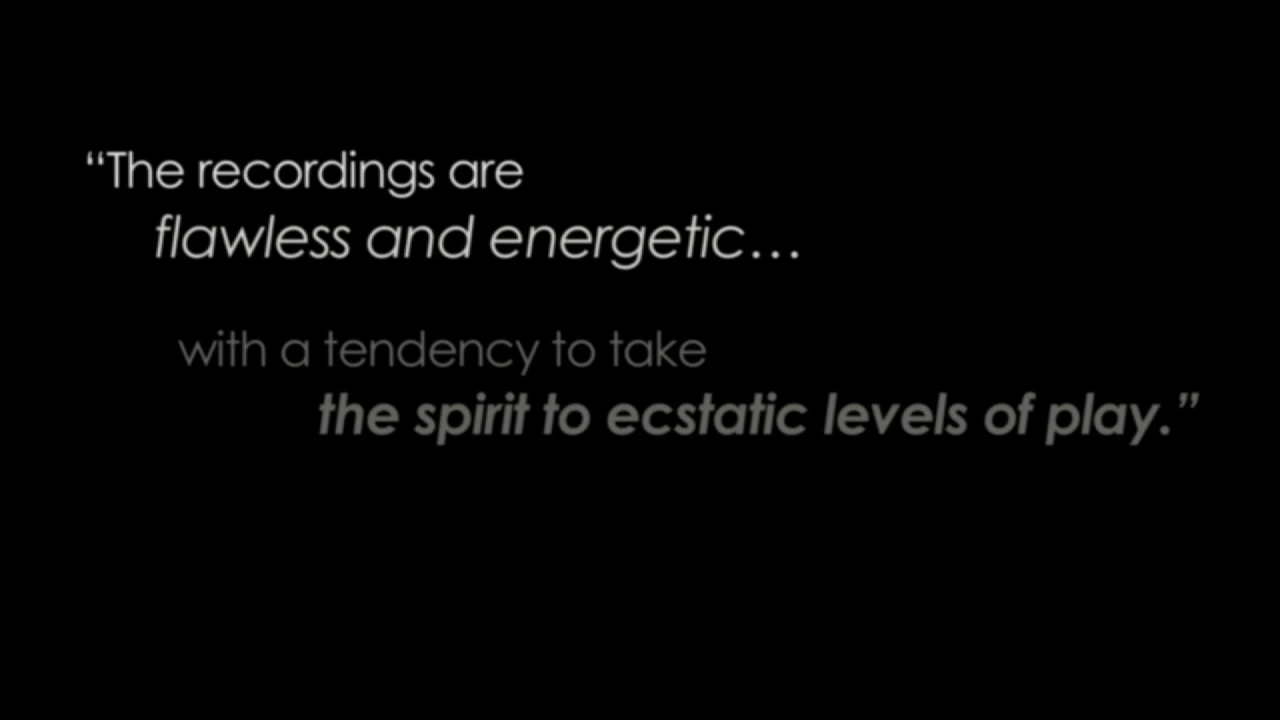 “The recordings are
flawless and energetic...
with a tendency to take
the spirit to ecstatic levels of play.”